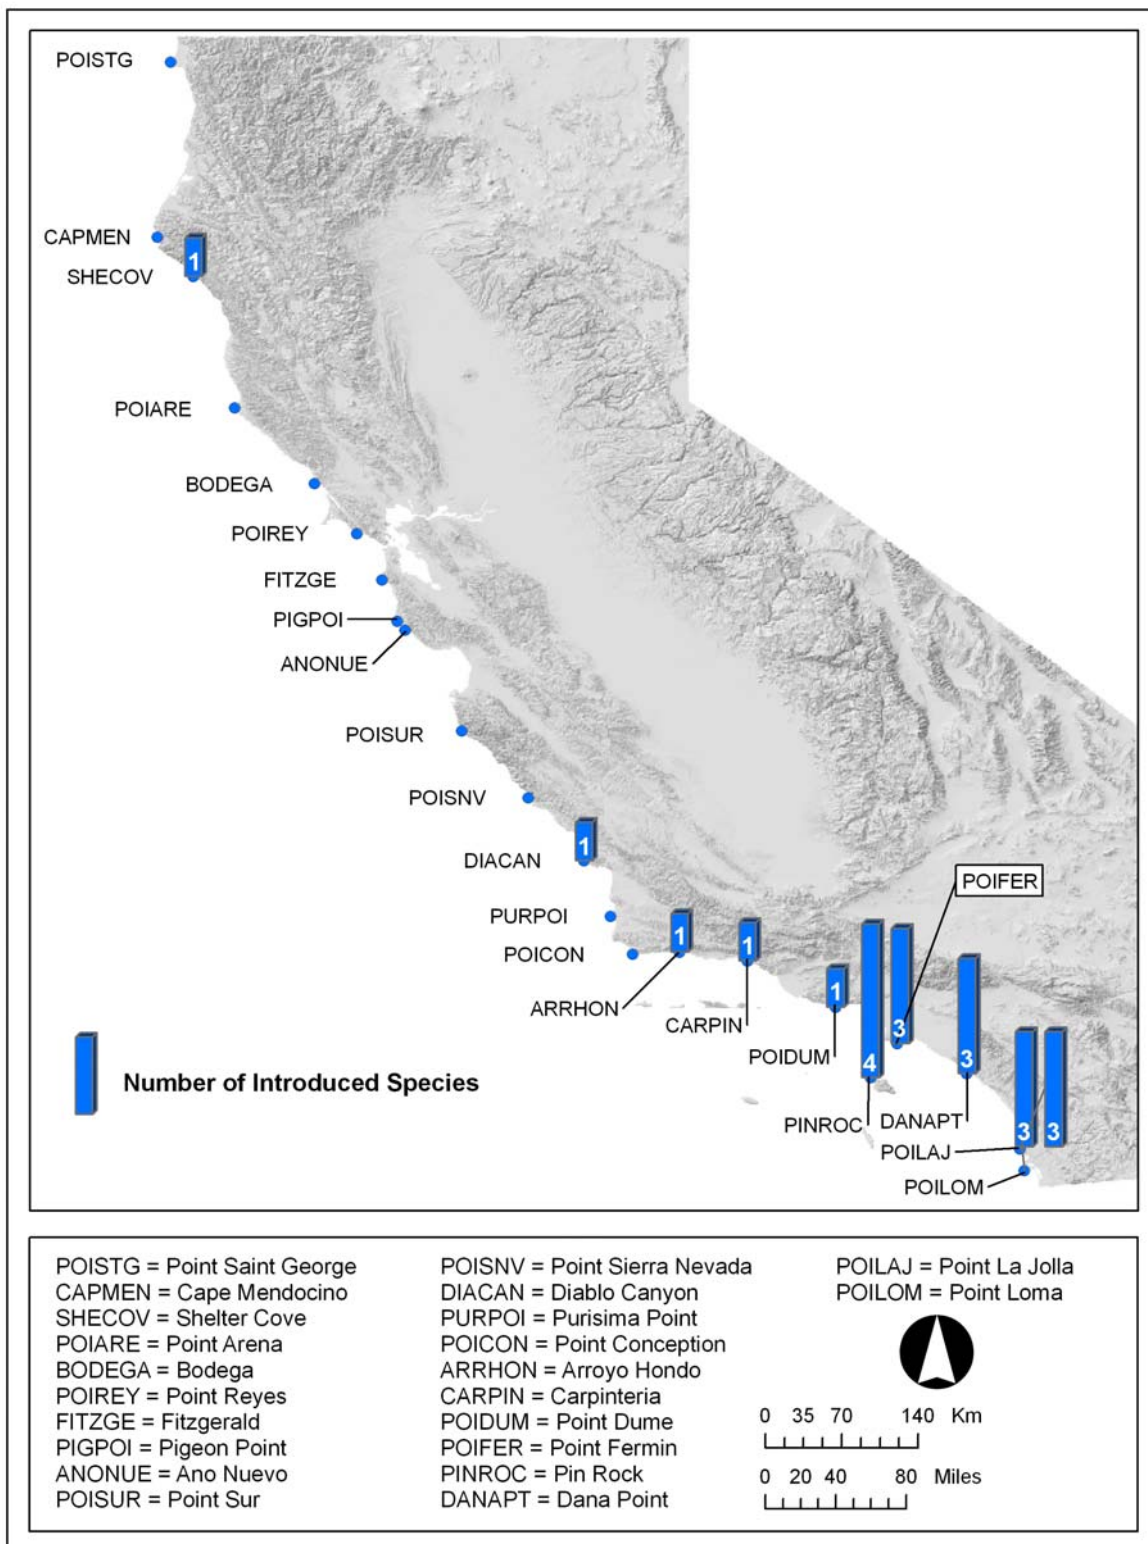 POISTG
CAPMEN
1
SHECOV
POIARE
BODEGA
POIREY
FITZGE
PIGPOI
ANONUE
POISUR
POISNV
1
DIACAN
POIFER
PURPOI
1
1
POICON
1
ARRHON
CARPIN
3
POIDUM
4
3
Number of Introduced Species
PINROC
DANAPT
3
3
POILAJ
POILOM
POISTG = Point Saint George
CAPMEN = Cape Mendocino
SHECOV = Shelter Cove
POIARE = Point Arena
BODEGA = Bodega
POIREY = Point Reyes
FITZGE = Fitzgerald
PIGPOI = Pigeon Point
ANONUE = Ano Nuevo
POISUR = Point Sur
POISNV = Point Sierra Nevada
DIACAN = Diablo Canyon
PURPOI = Purisima Point
POICON = Point Conception
ARRHON = Arroyo Hondo
CARPIN = Carpinteria
POIDUM = Point Dume
POIFER = Point Fermin
PINROC = Pin Rock
DANAPT = Dana Point
POILAJ = Point La Jolla
POILOM = Point Loma
0 35 70 140 Km
0 20 40 80 Miles